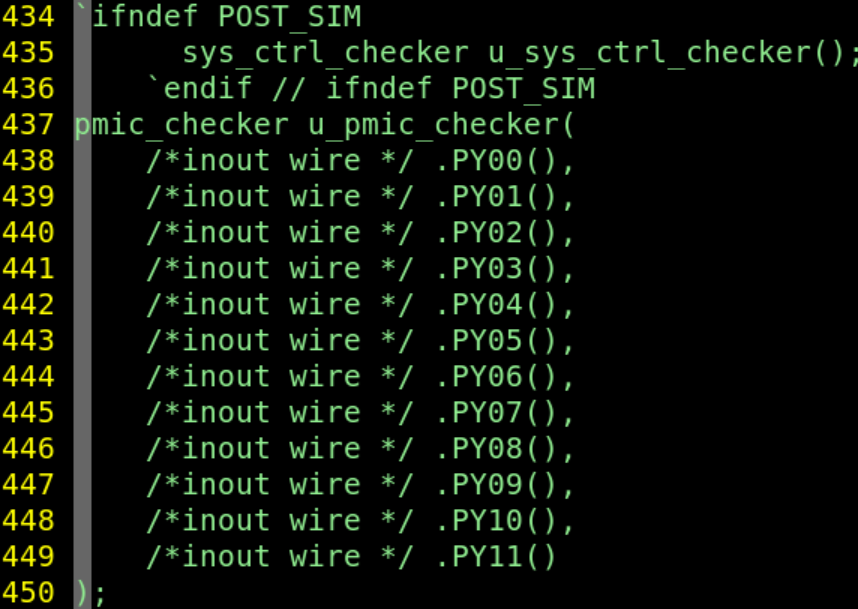 434 `ifndef POST_SIM
435       sys_ctrl_checker u_sys_ctrl_checker();
436     `endif // ifndef POST_SIM
437 pmic_checker u_pmic_checker(
438     /*inout wire */ .PY00(),
439     /*inout wire */ .PY01(),
440     /*inout wire */ .PY02(),
441     /*inout wire */ .PY03(),
442     /*inout wire */ .PY04(),
443     /*inout wire */ .PY05(),
444     /*inout wire */ .PY06(),
445     /*inout wire */ .PY07(),
446     /*inout wire */ .PY08(),
447     /*inout wire */ .PY09(),
448     /*inout wire */ .PY10(),
449     /*inout wire */ .PY11()
450 );